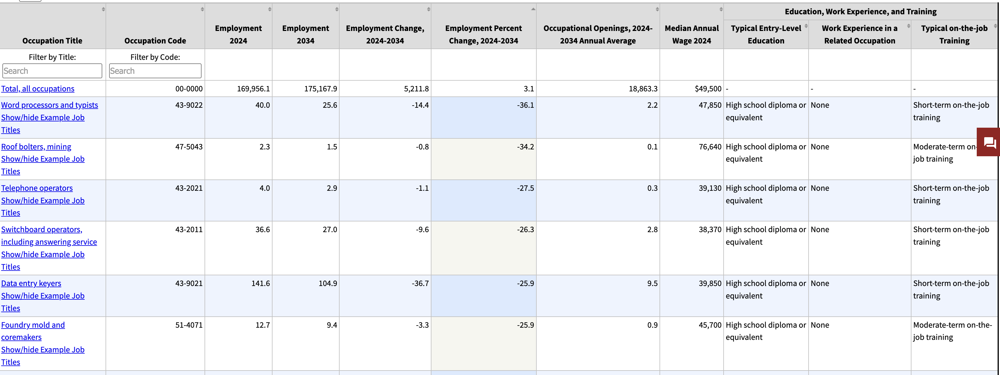 Education, Work Experience, and Training
Occupation Title
Occupation Code
Employment
2024
Employment
2034
Employment Change,
2024-2034
Employment Percent
Change, 2024-2034
Occupational Openings, 2024-
2034 Annual Average
Median Annual
Wage 2024
Typical Entry-Level
Education
Work Experience in a
Related Occupation
Typical on-the-job
Training
Filter by Title:
Search
Filter by Code:
Search
Total, all occupations 00-0000 169,956.1 175,167.9 5,211.8 3.1 18,863.3 $49,500 - - -
Word processors and typists 43-9022 40.0 25.6 -14.4 -36.1 2.2 47,850 High school diploma or None Short-term on-the-job
Show/hide Example Job equivalent training
Titles
Roof bolters, mining 47-5043 2.3 1.5 -0.8 -34.2 0.1 76,640 High school diploma or None Moderate-term on-
Show/hide Example Job equivalent job training
Titles
Telephone operators 43-2021 4.0 2.9 -1.1 -27.5 0.3 39,130 High school diploma or None Short-term on-the-job
Show/hide Example Job equivalent training
Titles
Switchboard operators, 43-2011 36.6 27.0 -9.6 -26.3 2.8 38,370 High school diploma or None Short-term on-the-job
including answering service equivalent training
Show/hide Example Job
Titles
Data entry keyers 43-9021 141.6 104.9 -36.7 -25.9 9.5 39,850 High school diploma or None Short-term on-the-job
Show/hide Example Job equivalent training
Titles
Foundry mold and 51-4071 12.7 9.4 -3.3 -25.9 0.9 45,700 High school diploma or None Moderate-term on-the-
coremakers equivalent job training
Show/hide Example Job
Titles